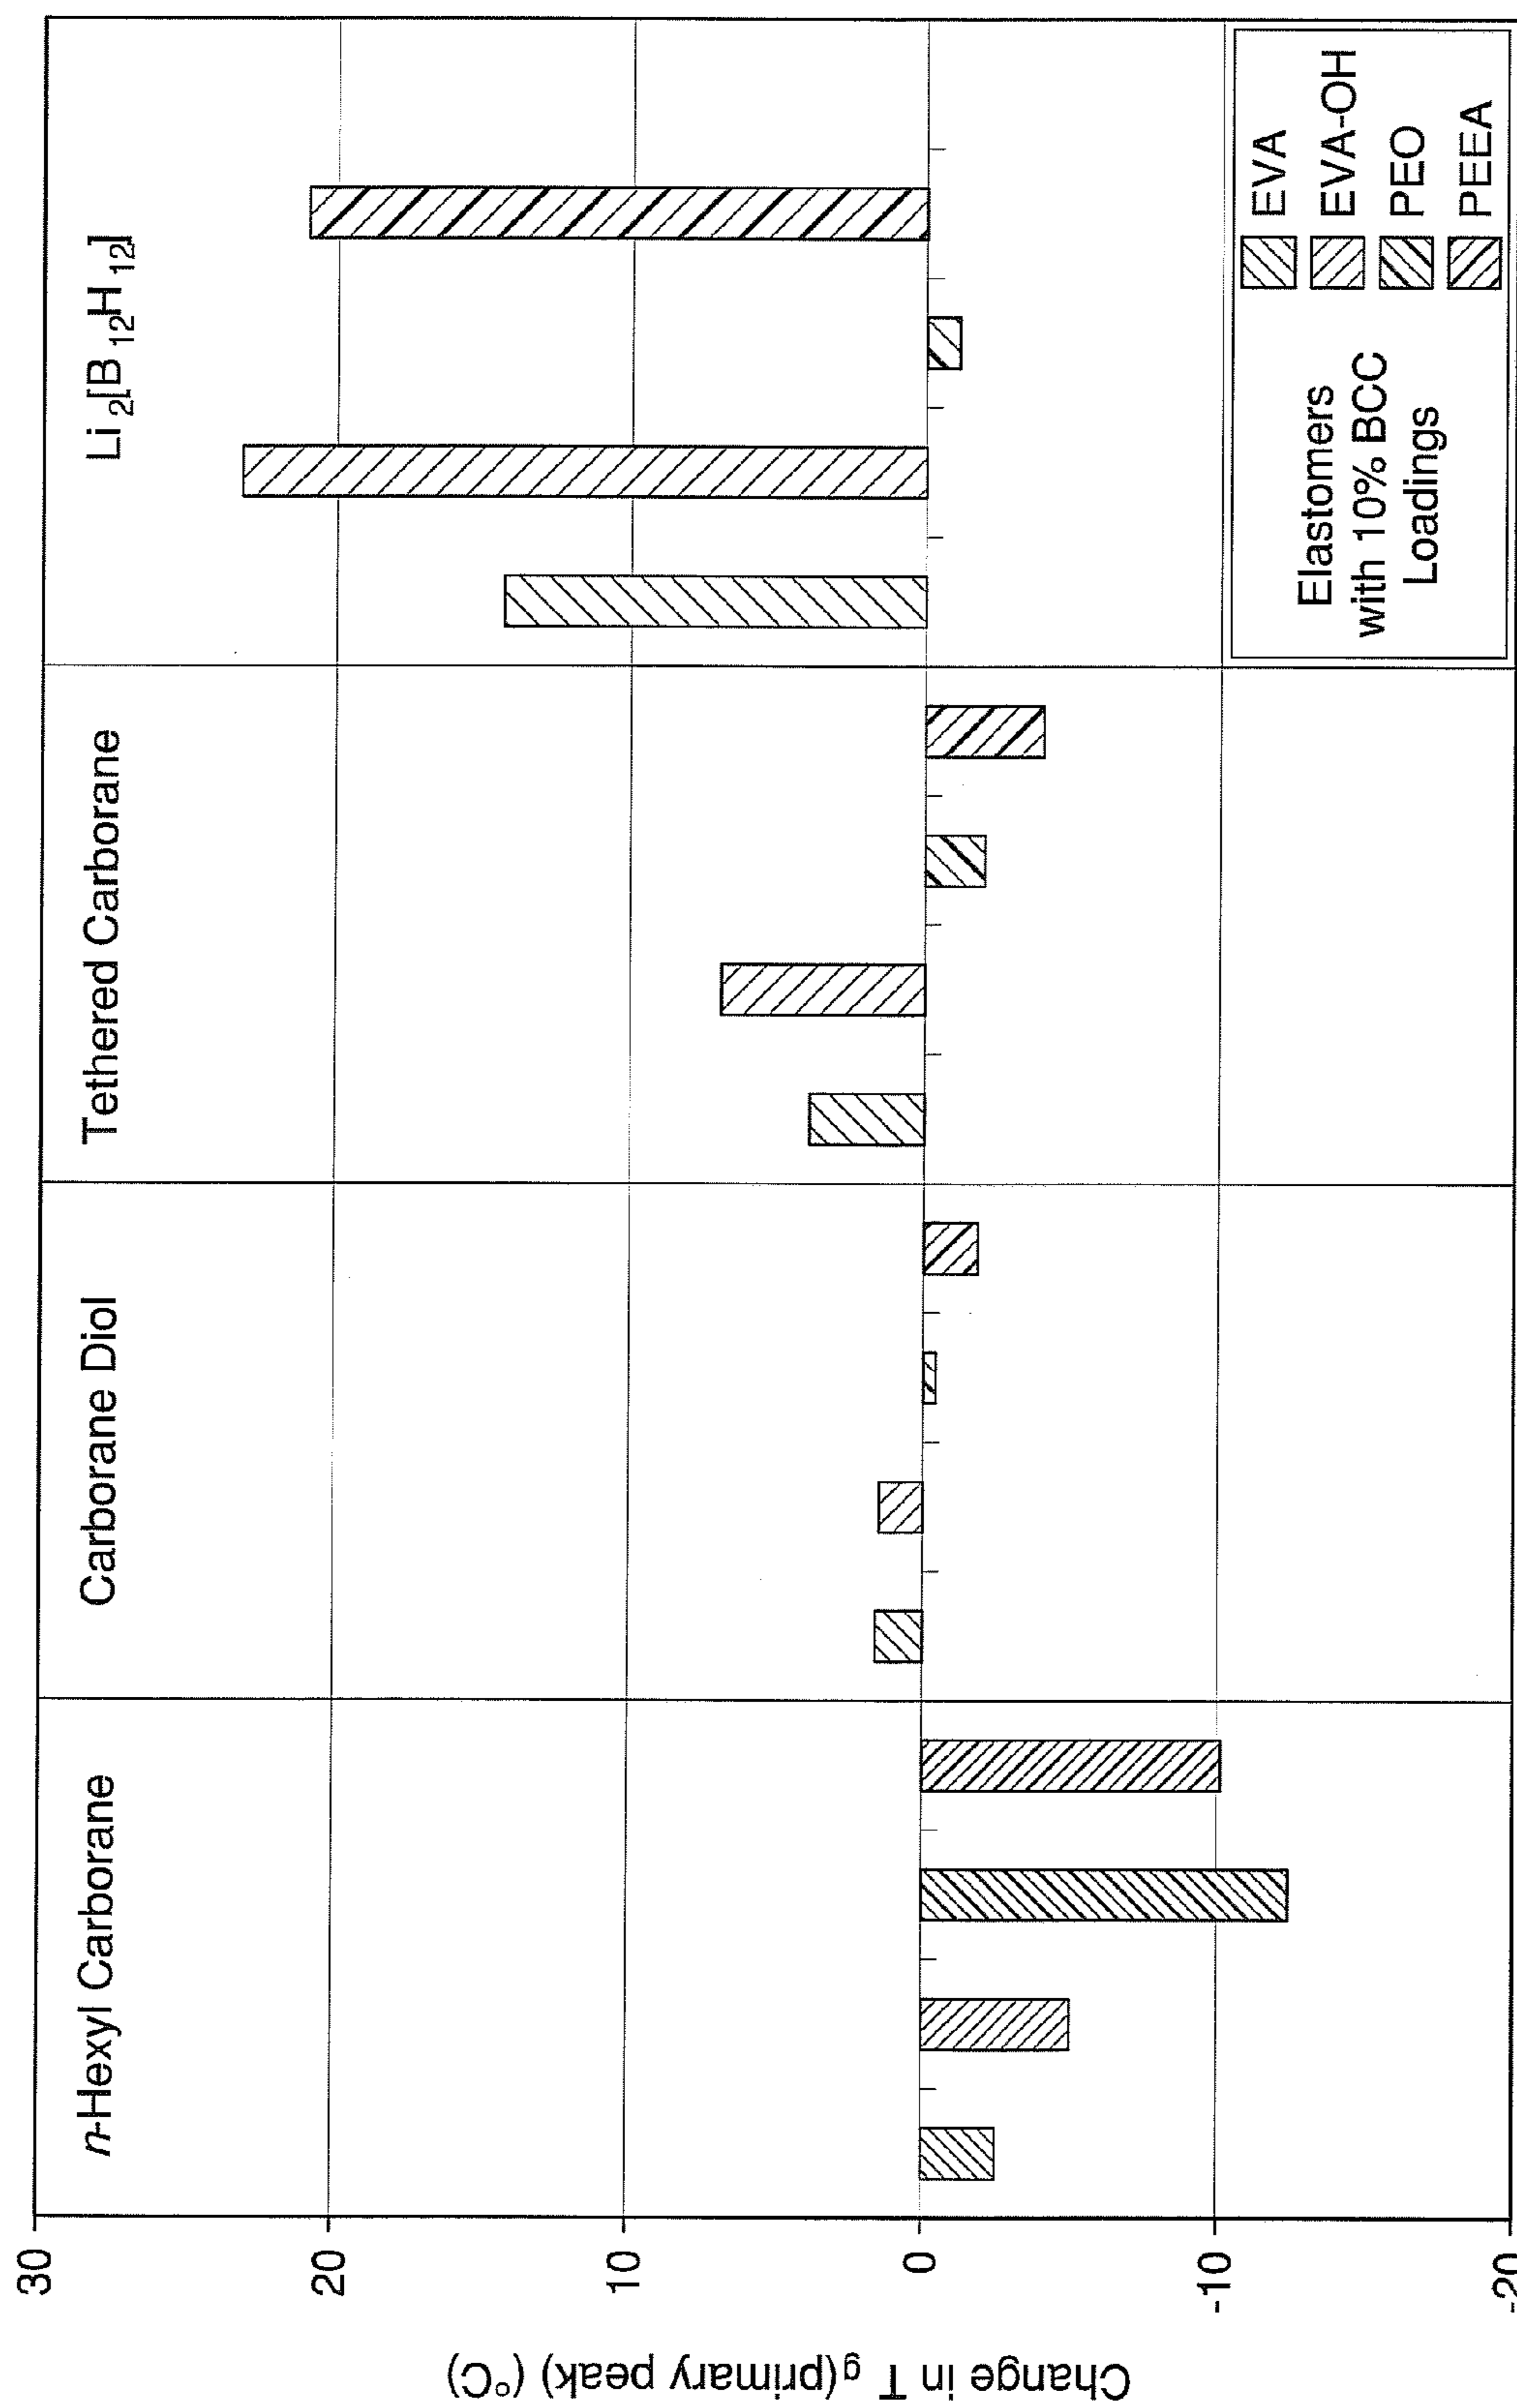 Change in Tg (primary peak) (°C)
30
20
10
0
-10
-20
n-Hexyl Carborane
Carborane Diol
Tethered Carborane
Li2[B12H12]
Elastomers
with 10% BCC
Loadings
EVA
EVA-OH
PEO
PEEA